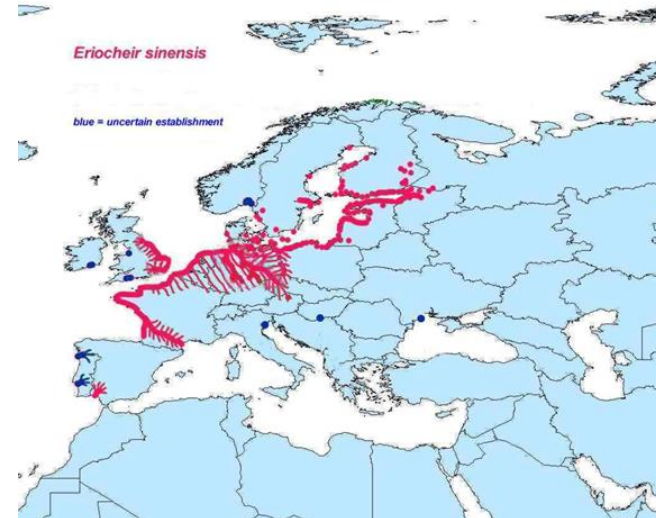 Eriocheir sinensis
blue = uncertain establishment